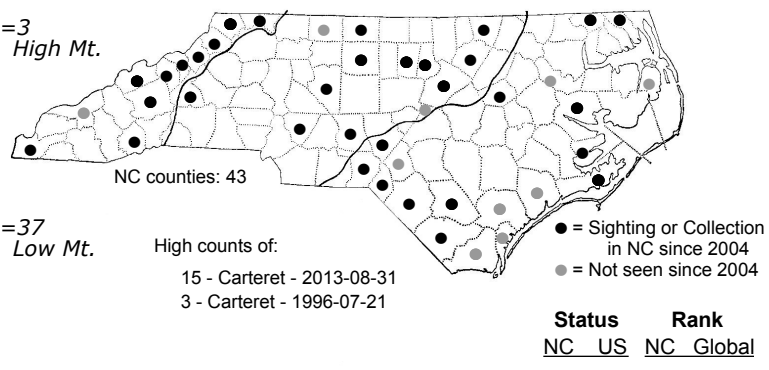 =3
High Mt.
NC counties: 43
=37
Low Mt.
High counts of:
15 - Carteret - 2013-08-31
3 - Carteret - 1996-07-21
= Sighting or Collection
in NC since 2004
= Not seen since 2004
Status Rank
NC US NC Global